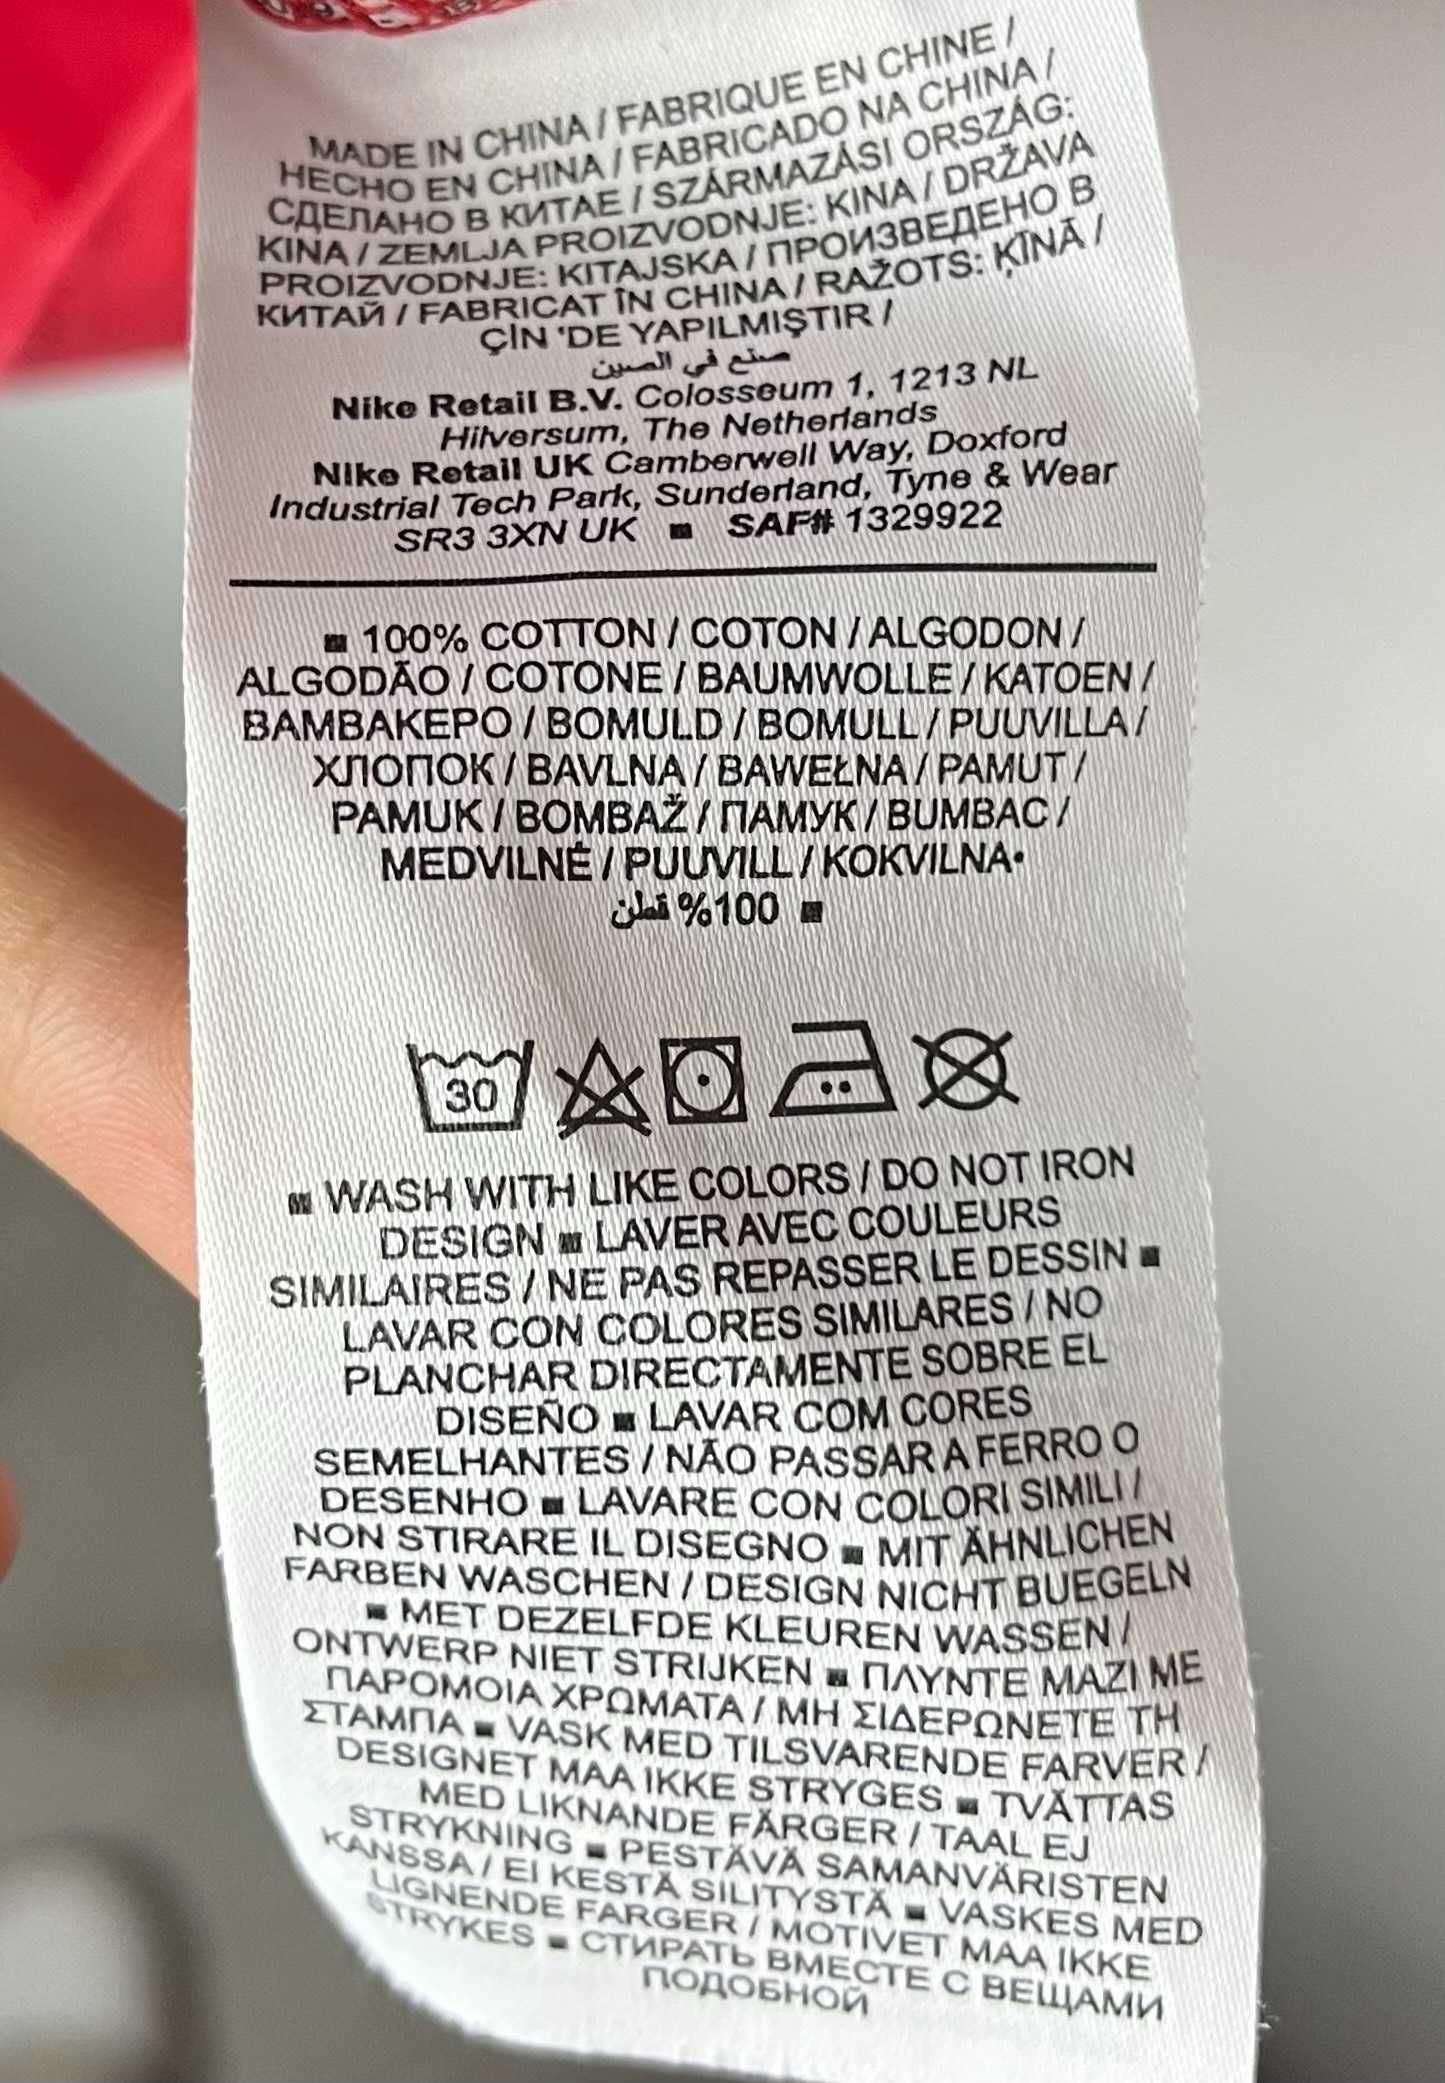 MADE IN CHINA / FABRIQUE EN CHINE /
HECHO EN CHINA / FABRICADO NA CHINA /
СДЕЛАНО В КИТАЕ / SZÁRMAZÁSI ORSZÁG:
KINA / ZEMLJA PROIZVODNJE: KINA / DRŽAVA
PROIZVODNJE: KITAJSKA / ПРОИЗВЕДЕНО В
КИТАЙ / FABRICAT ÎN CHINA / RAŽOTS: ĶĪNĀ /
ÇİN 'DE YAPILMIŞTIR /
صنع في الصين
Nike Retail B.V. Colosseum 1, 1213 NL
Hilversum, The Netherlands
Nike Retail UK Camberwell Way, Doxford
Industrial Tech Park, Sunderland, Tyne & Wear
SR3 3XN UK ■ SAF# 1329922
■ 100% COTTON / COTON / ALGODON /
ALGODÃO / COTONE / BAUMWOLLE / KATOEN /
ΒΑΜΒΑΚΕΡΟ / BOMULD / BOMULL / PUUVILLA /
ХЛОПОК / BAVLNA / BAWEŁNA / PAMUT /
PAMUK / BOMBAŽ / ПАМУК / BUMBAC /
MEDVILNĖ / PUUVILL / KOKVILNA•
100% قطن ■
30
■ WASH WITH LIKE COLORS / DO NOT IRON
DESIGN ■ LAVER AVEC COULEURS
SIMILAIRES / NE PAS REPASSER LE DESSIN ■
LAVAR CON COLORES SIMILARES / NO
PLANCHAR DIRECTAMENTE SOBRE EL
DISEÑO ■ LAVAR COM CORES
SEMELHANTES / NÃO PASSAR A FERRO O
DESENHO ■ LAVARE CON COLORI SIMILI /
NON STIRARE IL DISEGNO ■ MIT ÄHNLICHEN
FARBEN WASCHEN / DESIGN NICHT BUEGELN
■ MET DEZELFDE KLEUREN WASSEN /
ONTWERP NIET STRIJKEN ■ ΠΛΥΝΤΕ ΜΑΖΙ ΜΕ
ΠΑΡΟΜΟΙΑ ΧΡΩΜΑΤΑ / ΜΗ ΣΙΔΕΡΩΝΕΤΕ ΤΗ
ΣΤΑΜΠΑ ■ VASK MED TILSVARENDE FARVER /
DESIGNET MAA IKKE STRYGES ■ TVÄTTAS
MED LIKNANDE FÄRGER / TAAL EJ
STRYKNING ■ PESTÄVÄ SAMANVÄRISTEN
KANSSA / EI KESTÄ SILITYSTÄ ■ VASKES MED
LIGNENDE FARGER / MOTIVET MAA IKKE
STRYKES ■ СТИРАТЬ ВМЕСТЕ С ВЕЩАМИ
ПОДОБНОЙ